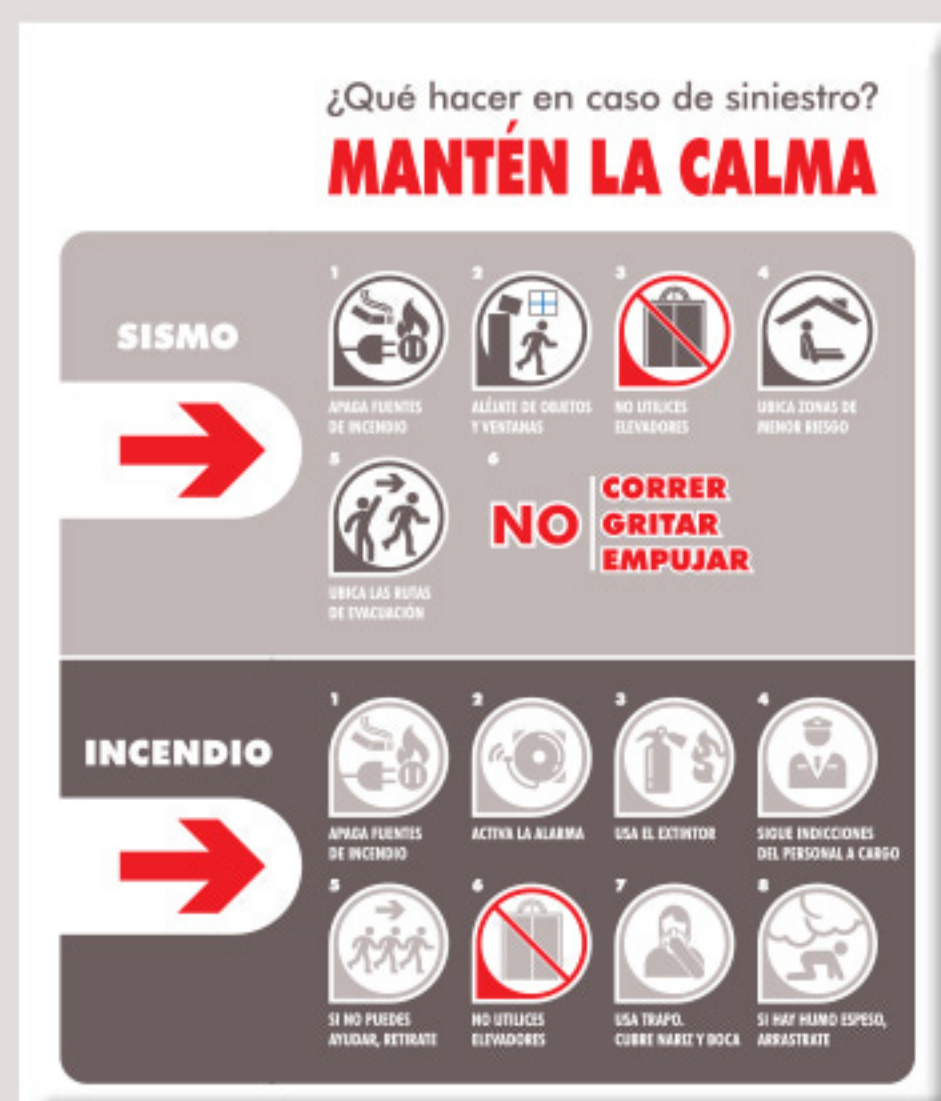 ¿Qué hacer en caso de siniestro?
MANTÉN LA CALMA
SISMO
1
APAGA FUENTES
DE INCENDIO
2
ALÉJATE DE OBJETOS
Y VENTANAS
3
NO UTILICES
ELEVADORES
4
UBICA ZONAS DE
MENOR RIESGO
5
UBICA LAS RUTAS
DE EVACUACIÓN
6
NO
CORRER
GRITAR
EMPUJAR
INCENDIO
1
APAGA FUENTES
DE INCENDIO
2
ACTIVA LA ALARMA
3
USA EL EXTINTOR
4
SIGUE INDICCIONES
DEL PERSONAL A CARGO
5
SI NO PUEDES
AYUDAR, RETIRATE
6
NO UTILICES
ELEVADORES
7
USA TRAPO.
CUBRE NARIZ Y BOCA
8
SI HAY HUMO ESPESO,
ARRASTRATE